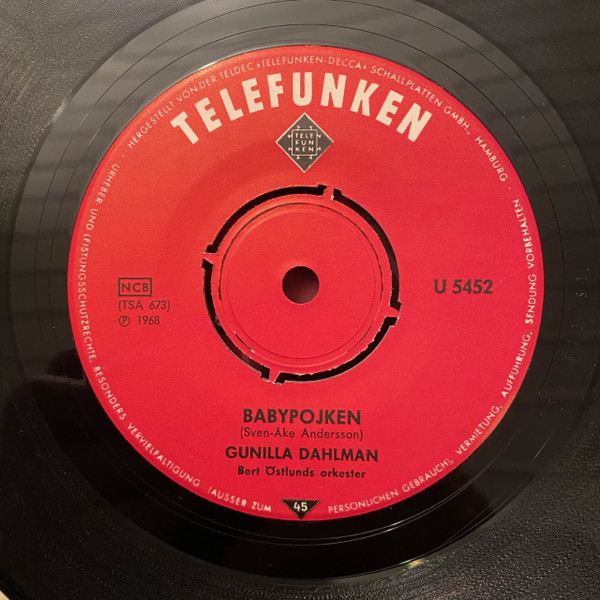 HERGESTELLT VON DER TELDEC »TELEFUNKEN-DECCA« SCHALLPLATTEN GMBH., HAMBURG ·
URHEBER- UND LEISTUNGSSCHUTZRECHTE, BESONDERS VERVIELFÄLTIGUNG (AUSSER ZUM PERSÖNLICHEN GEBRAUCH), VERMIETUNG, AUFFÜHRUNG, SENDUNG VORBEHALTEN
TELEFUNKEN
TELE
FUN
KEN
NCB
(TSA 673)
Ⓟ 1968
U 5452
BABYPOJKEN
(Sven-Åke Andersson)
GUNILLA DAHLMAN
Bert Östlunds orkester
45